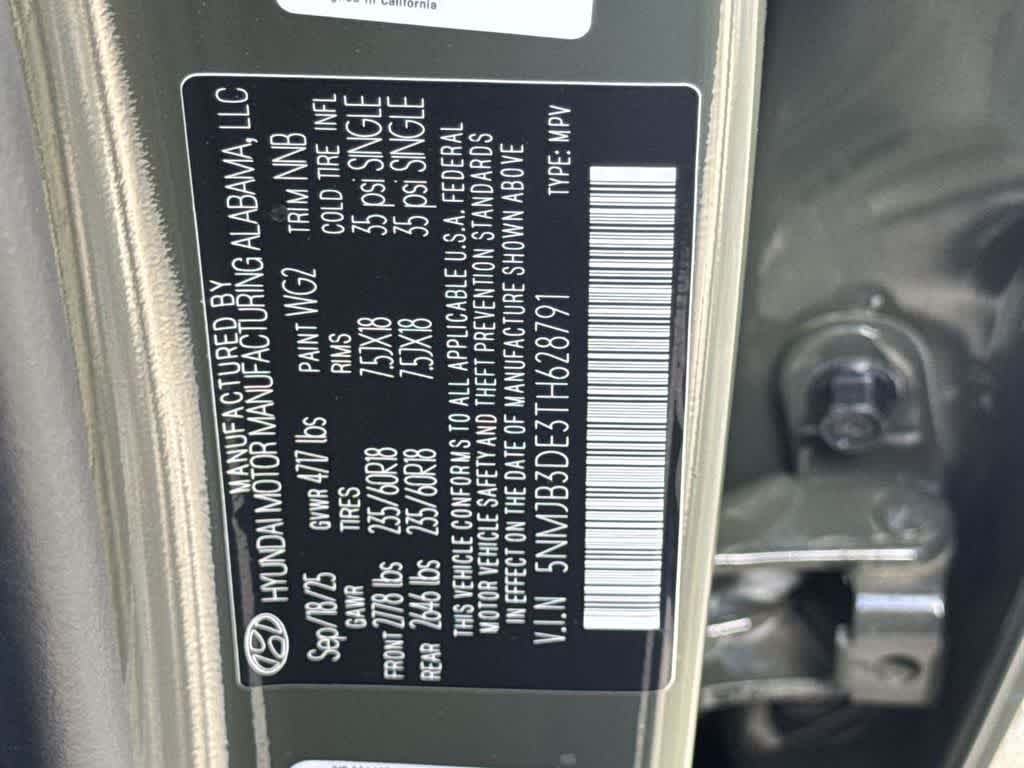 in California
MANUFACTURED BY
HYUNDAI MOTOR MANUFACTURING ALABAMA, LLC
Sep/18/25 GVWR 4717 lbs PAINT WG2 TRIM NNB
GAWR TIRES RIMS COLD TIRE INFL
FRONT 2778 lbs 235/60R18 7.5JX18 35 psi SINGLE
REAR 2646 lbs 235/60R18 7.5JX18 35 psi SINGLE
THIS VEHICLE CONFORMS TO ALL APPLICABLE U.S.A. FEDERAL
MOTOR VEHICLE SAFETY AND THEFT PREVENTION STANDARDS
IN EFFECT ON THE DATE OF MANUFACTURE SHOWN ABOVE
V.I.N 5NMJB3DE3TH628791 TYPE: MPV